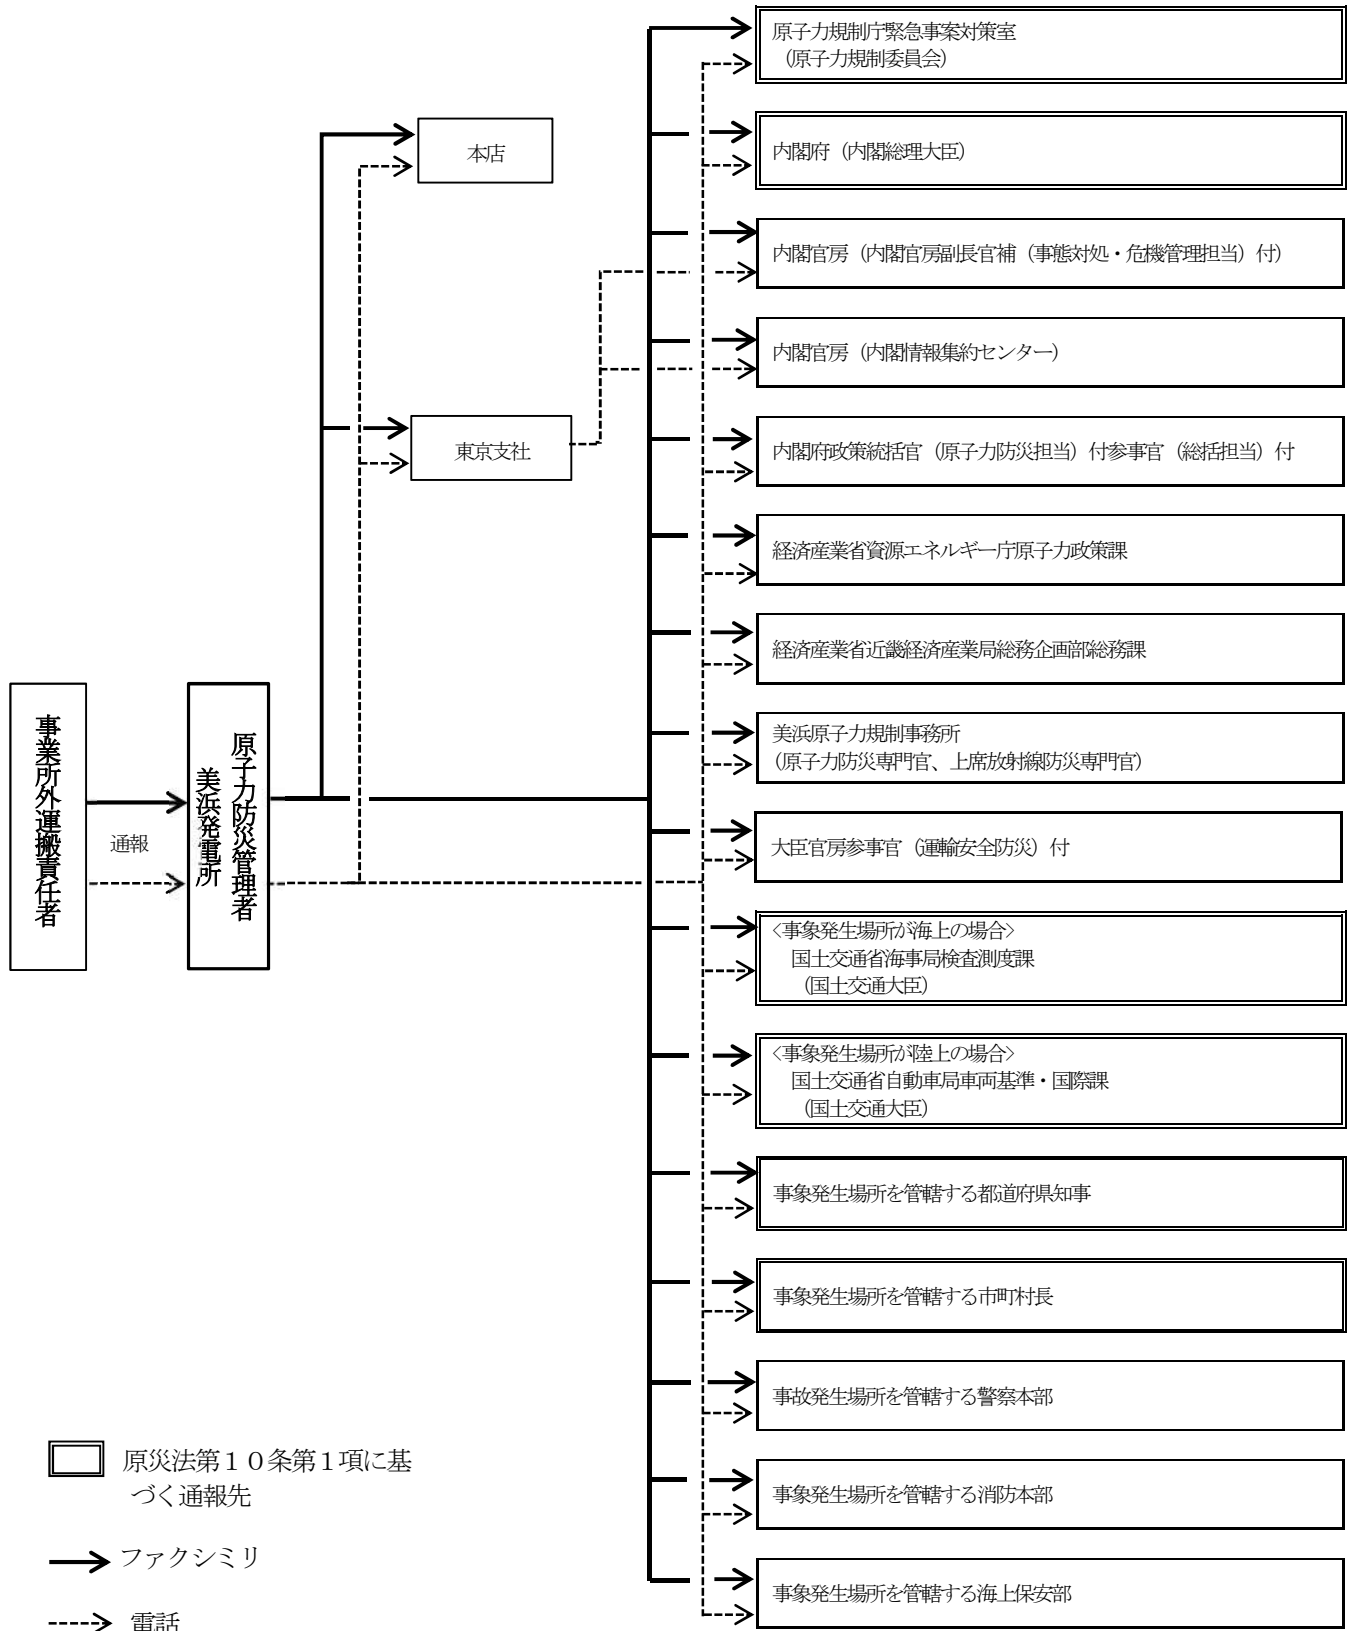 原子力規制庁緊急事案対策室
（原子力規制委員会）
本店
内閣府（内閣総理大臣）
内閣官房（内閣官房副長官補（事態対処・危機管理担当）付）
内閣官房（内閣情報集約センター）
東京支社
内閣府政策統括官（原子力防災担当）付参事官（総括担当）付
経済産業省資源エネルギー庁原子力政策課
経済産業省近畿経済産業局総務企画部総務課
事業所外運搬責任者
通報
原子力防災管理者
美浜発電所
美浜原子力規制事務所
（原子力防災専門官、上席放射線防災専門官）
大臣官房参事官（運輸安全防災）付
<事象発生場所が海上の場合>
国土交通省海事局検査測度課
（国土交通大臣）
<事象発生場所が陸上の場合>
国土交通省自動車局車両基準・国際課
（国土交通大臣）
事象発生場所を管轄する都道府県知事
事象発生場所を管轄する市町村長
事故発生場所を管轄する警察本部
事象発生場所を管轄する消防本部
事象発生場所を管轄する海上保安部
原災法第１０条第１項に基
づく通報先
ファクシミリ
電話